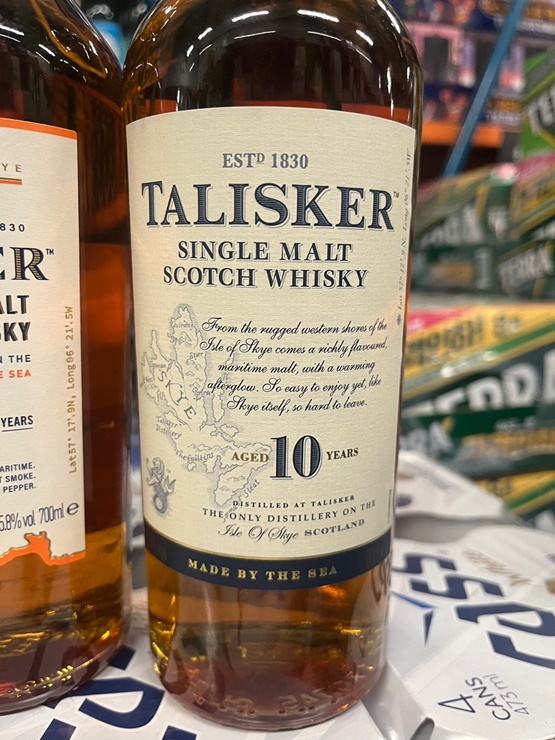 ESTD 1830
TALISKER™
SINGLE MALT
SCOTCH WHISKY
From the rugged western shores of the
Isle of Skye comes a richly flavoured,
maritime malt, with a warming
afterglow. So easy to enjoy yet, like
Skye itself, so hard to leave.
SKYE
AGED 10 YEARS
DISTILLED AT TALISKER
THE ONLY DISTILLERY ON THE
Isle Of Skye SCOTLAND
MADE BY THE SEA
YE
1830
ER™
ALT
SKY
N THE
E SEA
YEARS
ARITIME.
T SMOKE.
PEPPER.
5.8% vol 700ml e
Lat57° 17'.9N, Long06° 21'.5W
TERRA
4
CANS
473ml